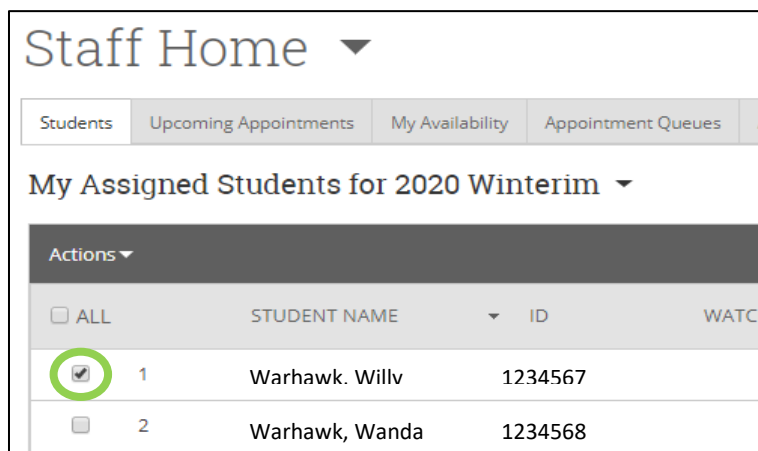 Staff Home
Students Upcoming Appointments My Availability Appointment Queues
My Assigned Students for 2020 Winterim
Actions
ALL STUDENT NAME ID WATC
1 Warhawk, Willy 1234567
2 Warhawk, Wanda 1234568